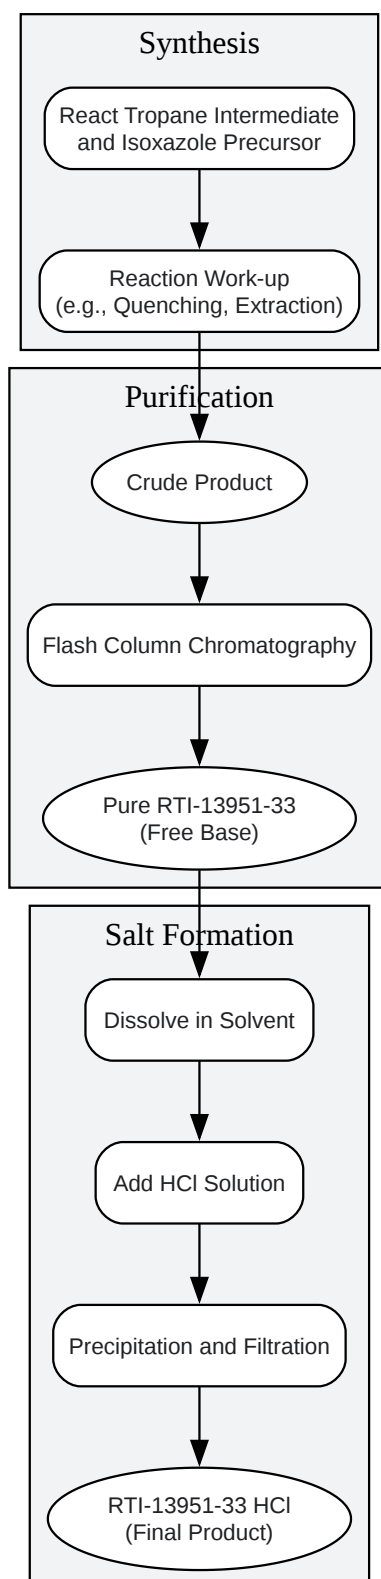 Synthesis
React Tropane Intermediate
and Isoxazole Precursor
Reaction Work-up
(e.g., Quenching, Extraction)
Purification
Crude Product
Flash Column Chromatography
Pure RTI-13951-33
(Free Base)
Salt Formation
Dissolve in Solvent
Add HCl Solution
Precipitation and Filtration
RTI-13951-33 HCl
(Final Product)